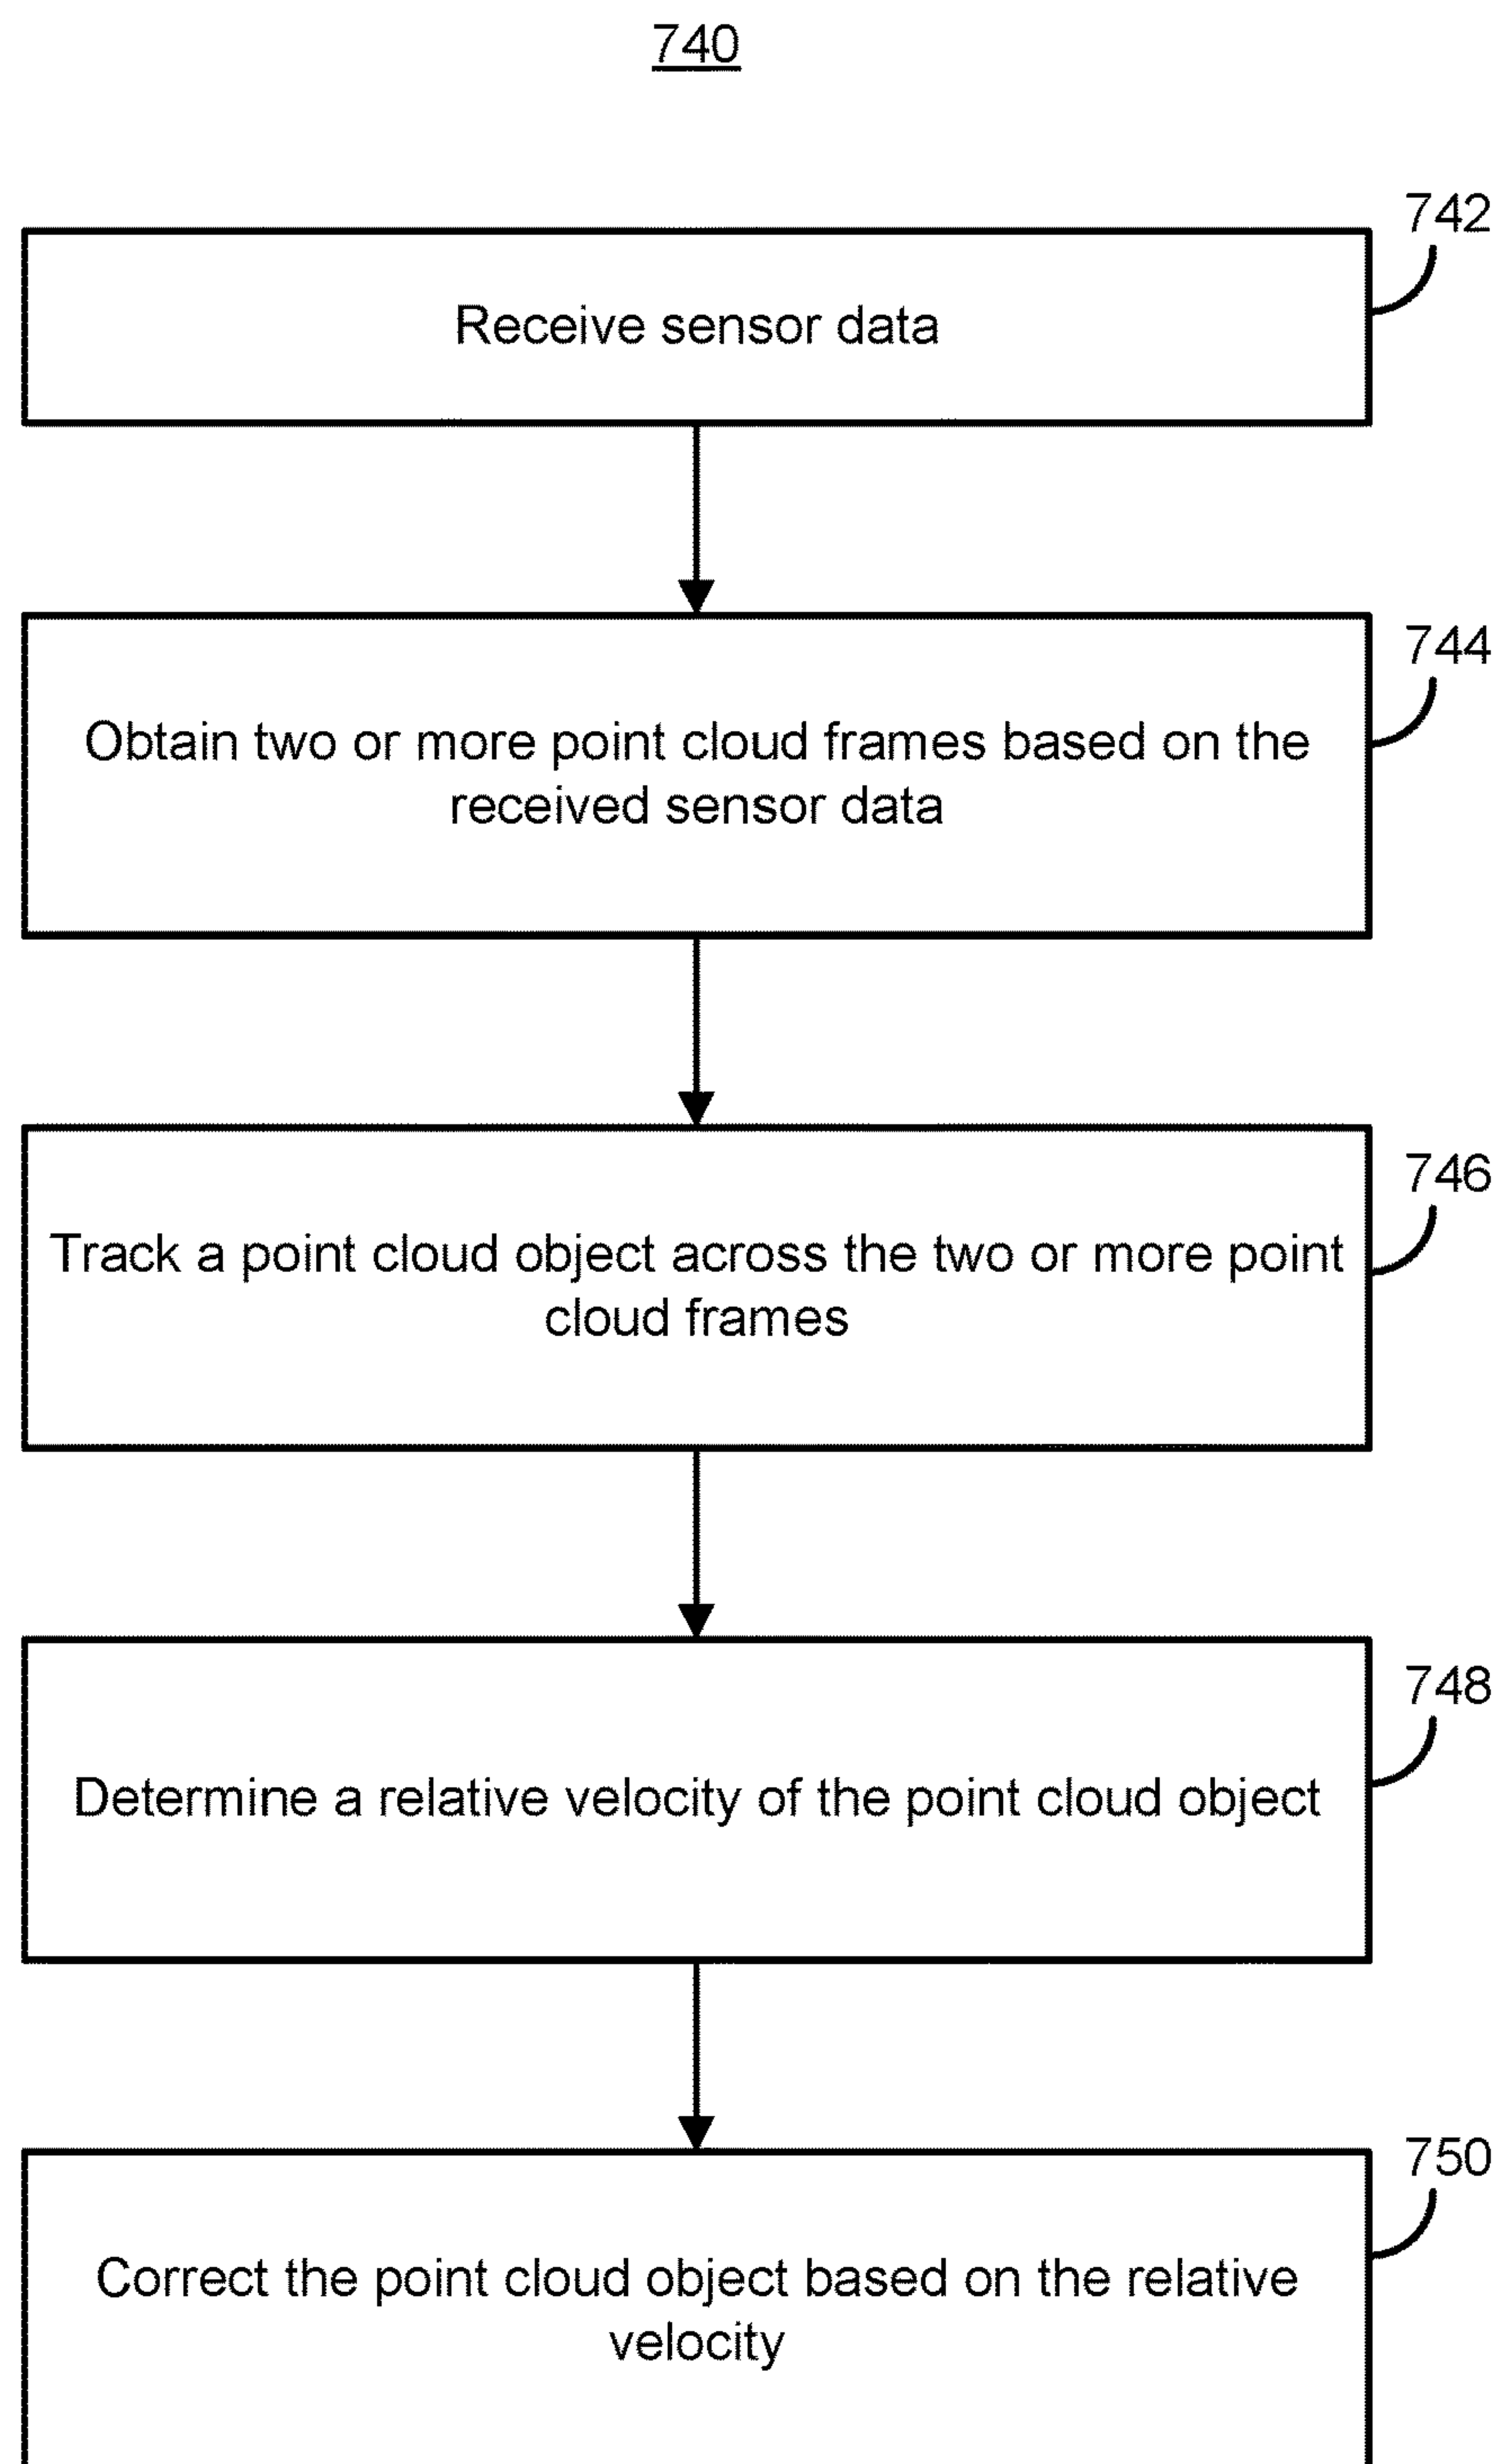 740
742
Receive sensor data
744
Obtain two or more point cloud frames based on the
received sensor data
746
Track a point cloud object across the two or more point
cloud frames
748
Determine a relative velocity of the point cloud object
750
Correct the point cloud object based on the relative
velocity